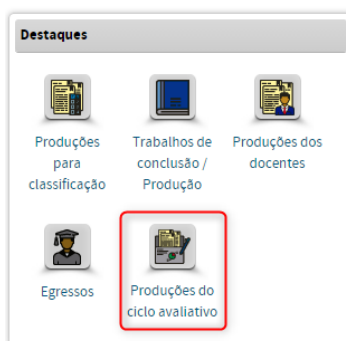 Destaques
Produções
para
classificação
Trabalhos de
conclusão /
Produção
Produções dos
docentes
Egressos
Produções do
ciclo avaliativo